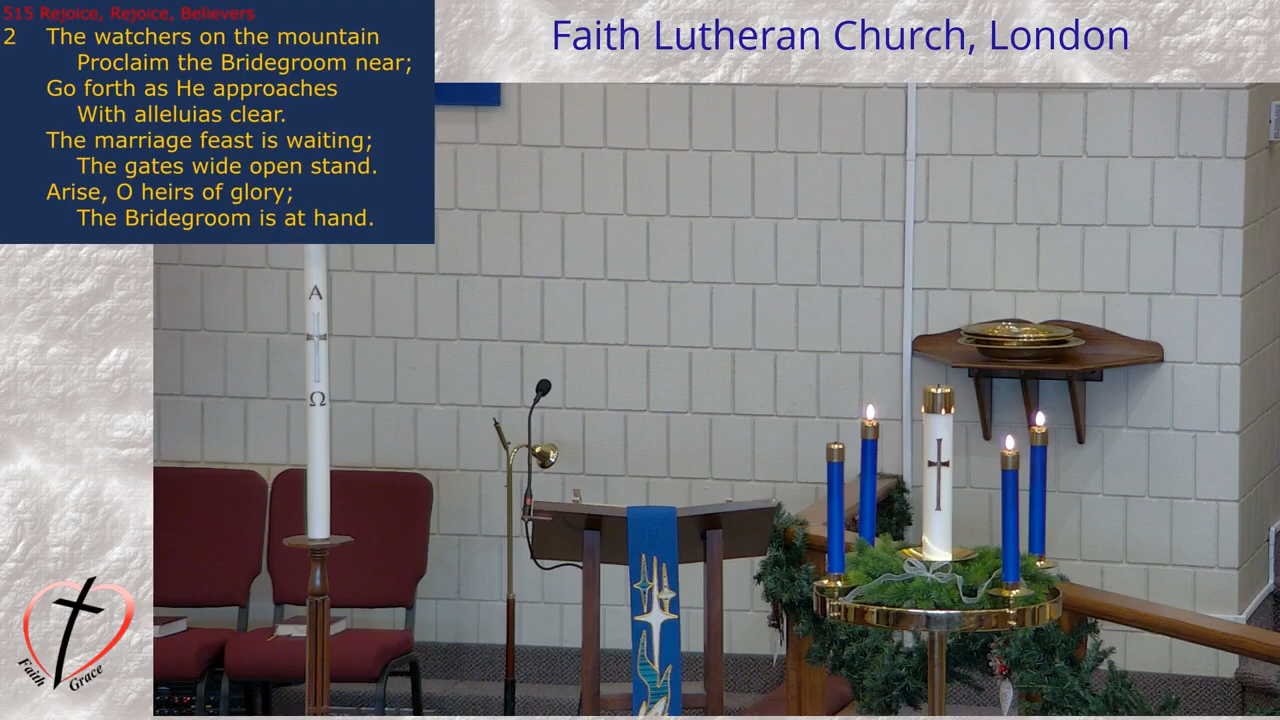 515 Rejoice, Rejoice, Believers
2 The watchers on the mountain
Proclaim the Bridegroom near;
Go forth as He approaches
With alleluias clear.
The marriage feast is waiting;
The gates wide open stand.
Arise, O heirs of glory;
The Bridegroom is at hand.
Faith Lutheran Church, London
Α
Ω
Faith
Grace